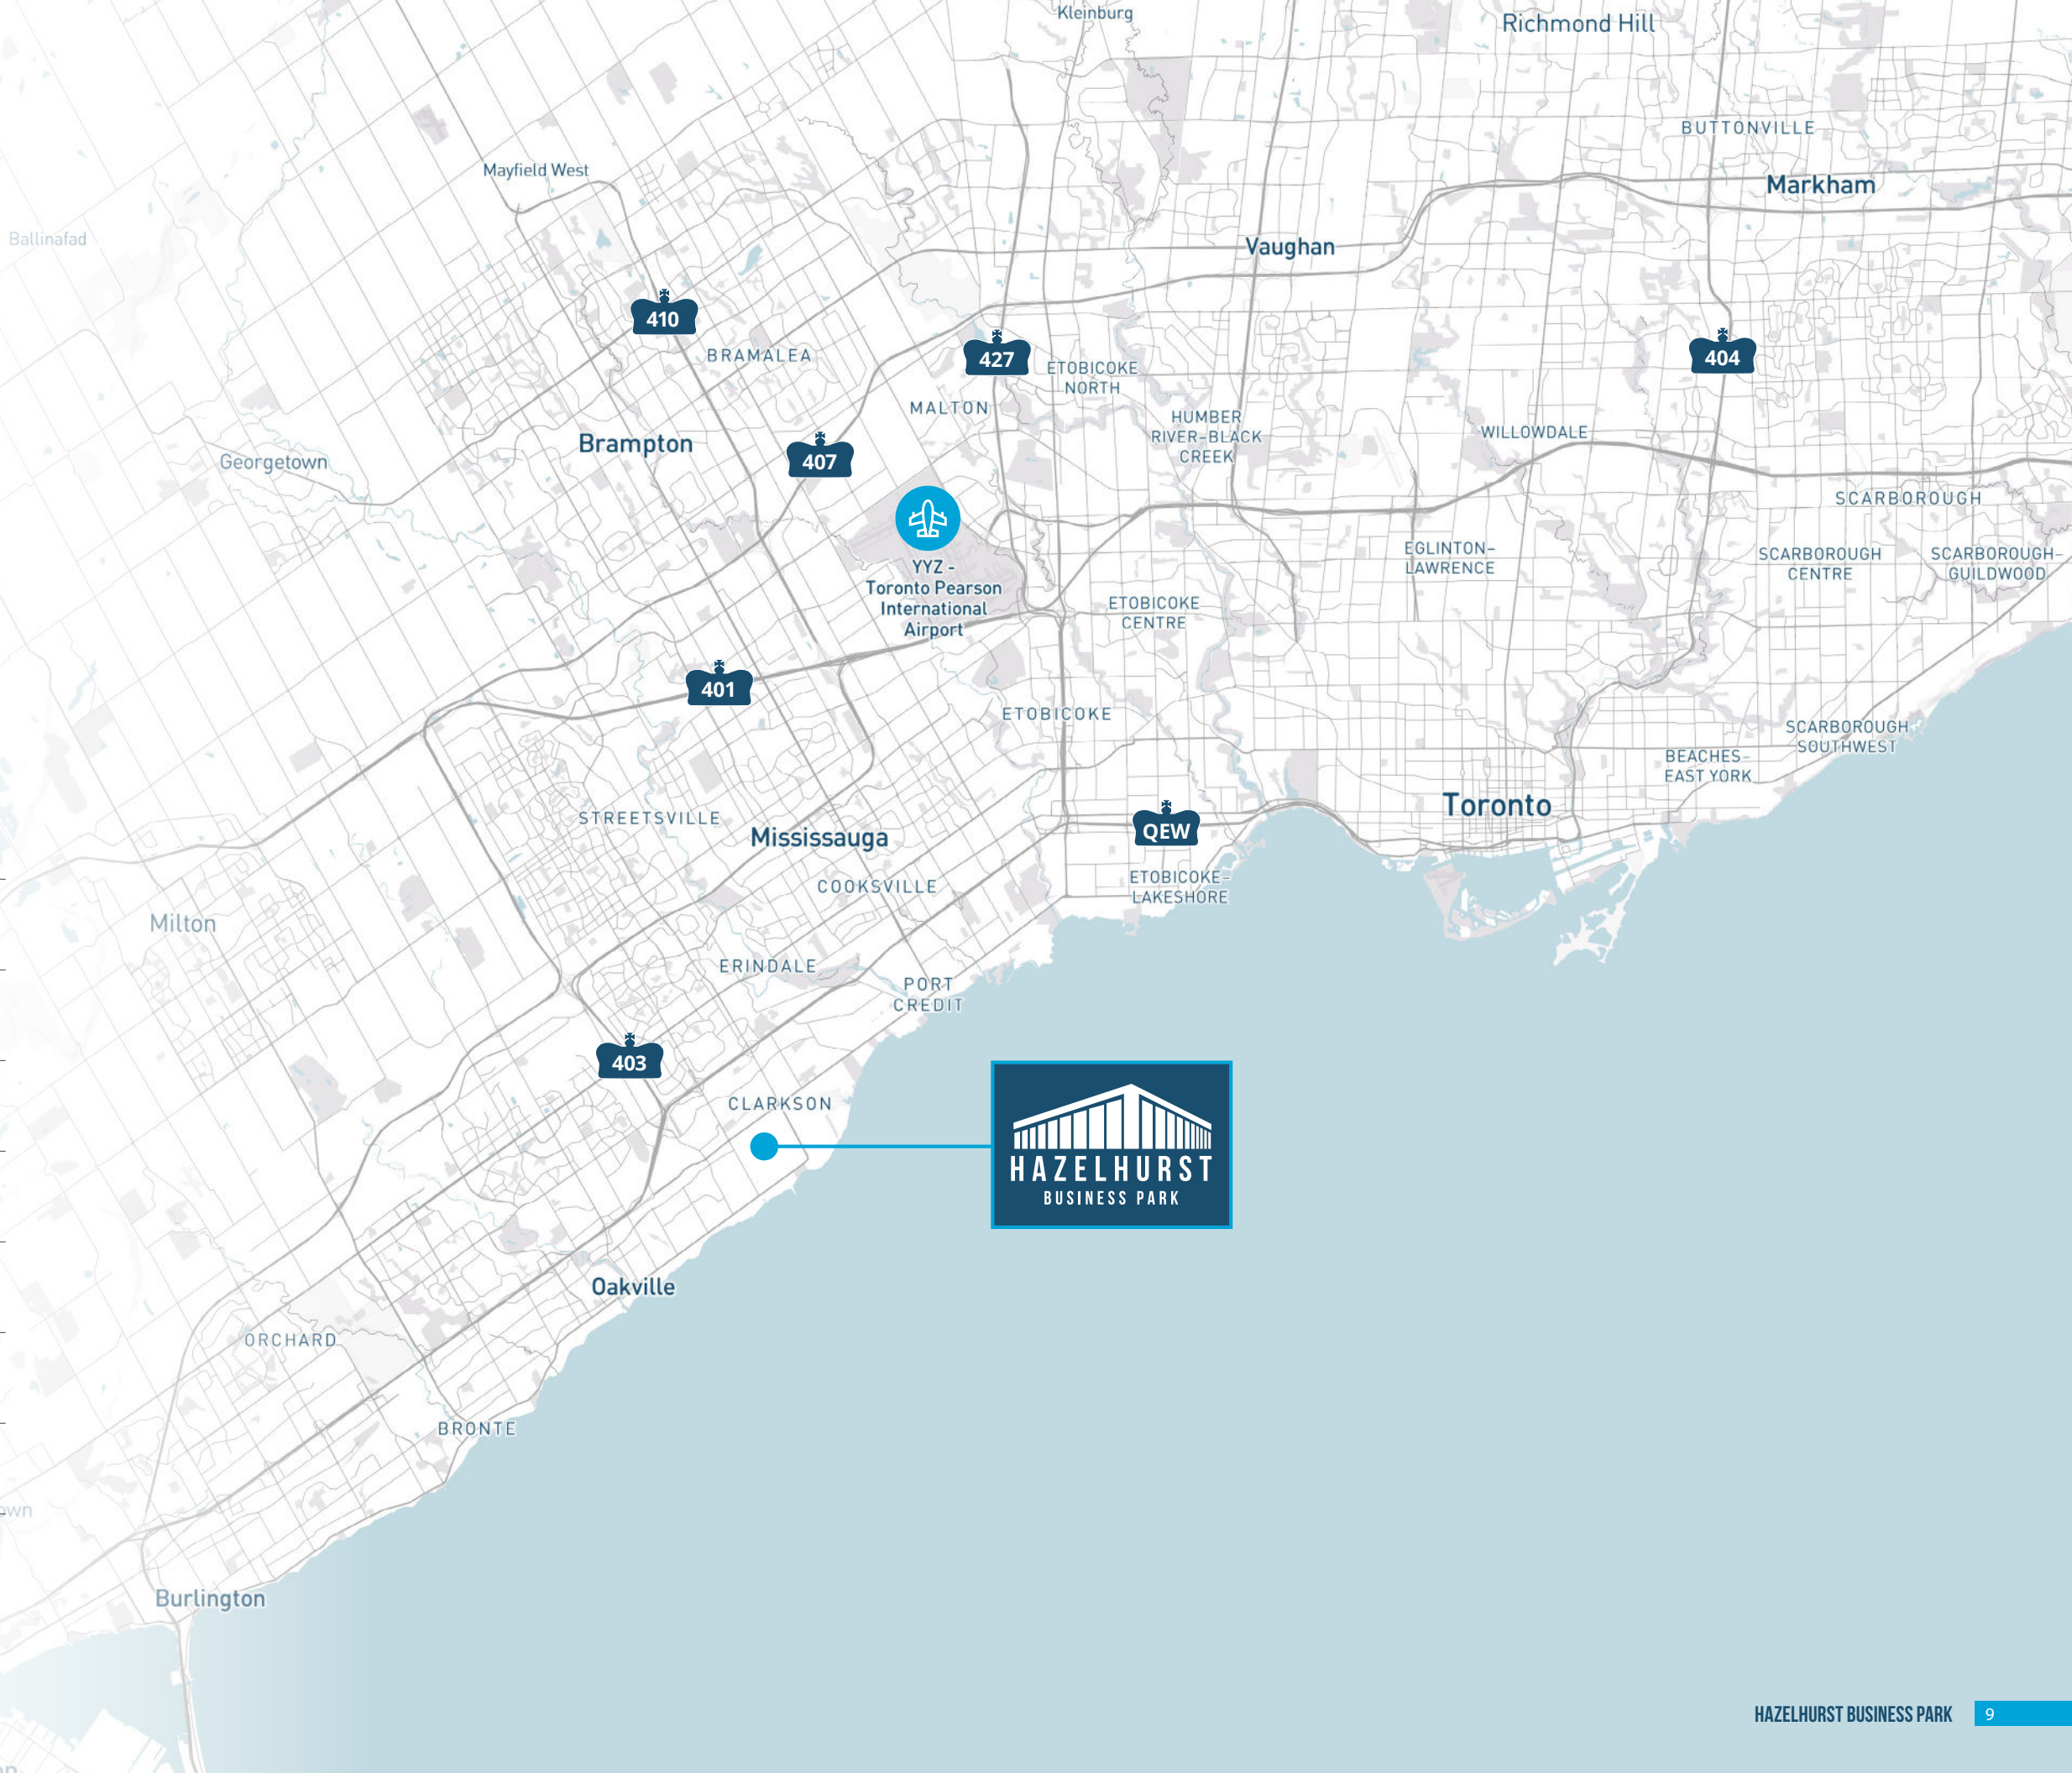 Kleinburg
Richmond Hill
BUTTONVILLE
Mayfield West
Markham
Ballinafad
Vaughan
410
BRAMALEA
427
ETOBICOKE
NORTH
404
MALTON
HUMBER
RIVER-BLACK
CREEK
WILLOWDALE
Brampton
407
Georgetown
SCARBOROUGH
YYZ -
Toronto Pearson
International
Airport
EGLINTON-
LAWRENCE
SCARBOROUGH
CENTRE
SCARBOROUGH-
GUILDWOOD
ETOBICOKE
CENTRE
401
ETOBICOKE
SCARBOROUGH
SOUTHWEST
BEACHES-
EAST YORK
Toronto
STREETSVILLE
Mississauga
QEW
COOKSVILLE
ETOBICOKE-
LAKESHORE
Milton
ERINDALE
PORT
CREDIT
403
CLARKSON
HAZELHURST
BUSINESS PARK
Oakville
ORCHARD
BRONTE
Burlington
HAZELHURST BUSINESS PARK 9